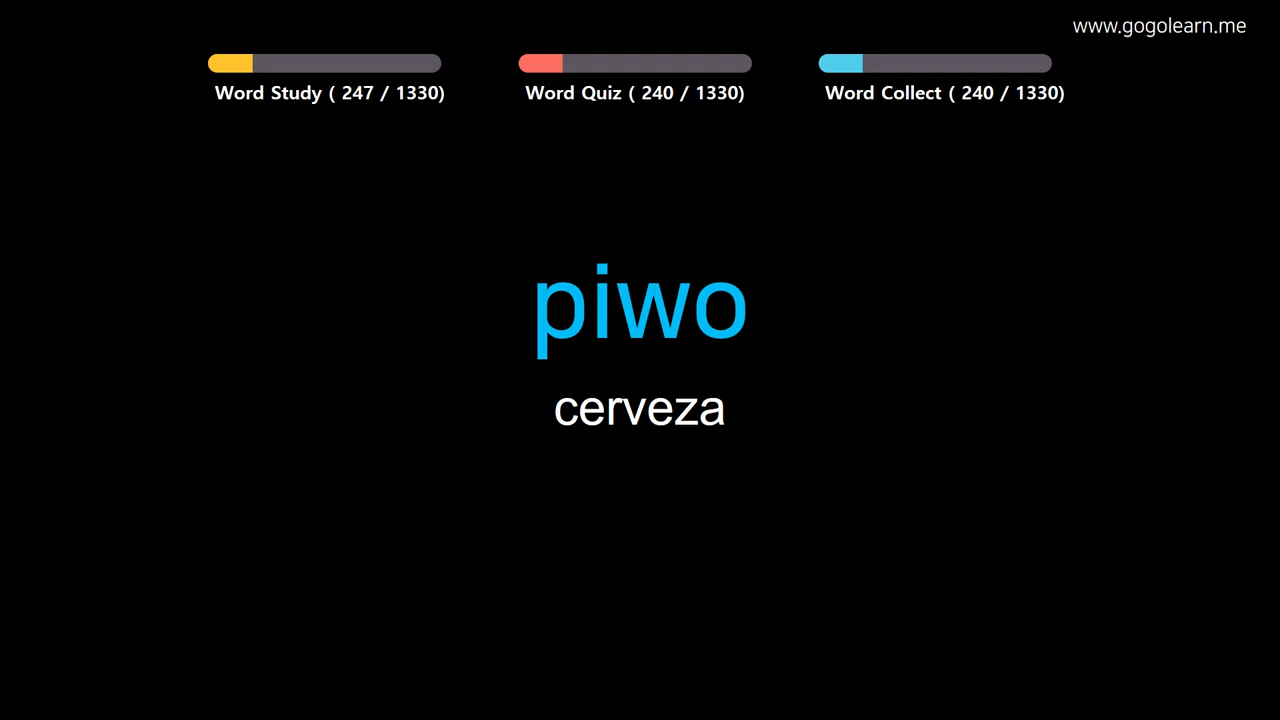 www.gogolearn.me
Word Study ( 247 / 1330)
Word Quiz ( 240 / 1330)
Word Collect ( 240 / 1330)
piwo
cerveza